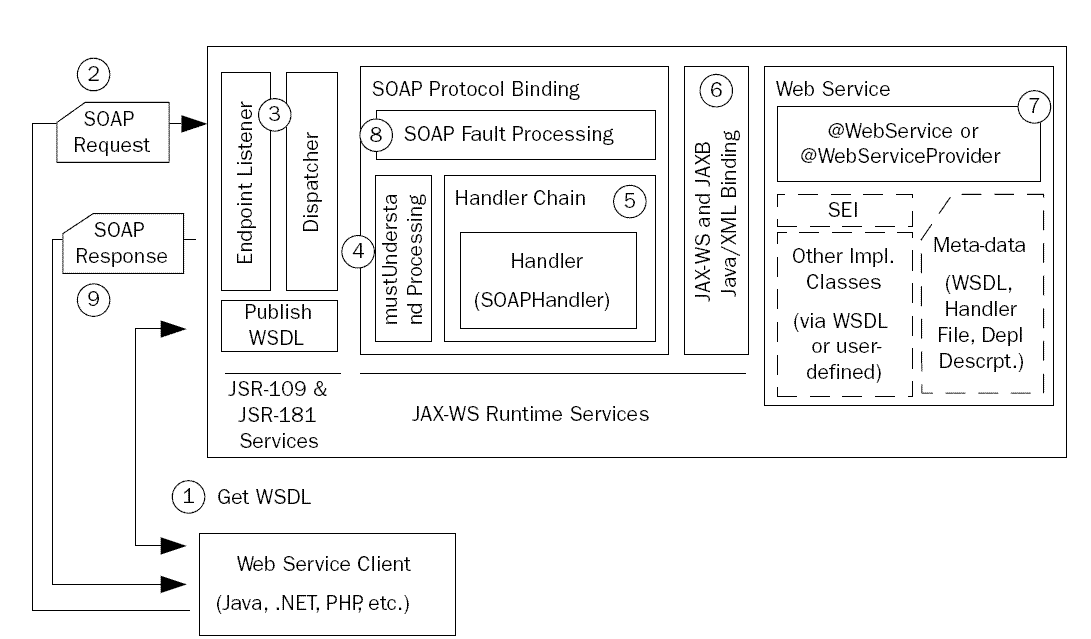 2
SOAP
Request
SOAP
Response
9
Endpoint Listener
3
Dispatcher
Publish
WSDL
JSR-109 &
JSR-181
Services
SOAP Protocol Binding
8
SOAP Fault Processing
4
mustUndersta
nd Processing
Handler Chain
5
Handler
(SOAPHandler)
JAX-WS Runtime Services
6
JAX-WS and JAXB
Java/XML Binding
Web Service
7
@WebService or
@WebServiceProvider
SEI
Other Impl.
Classes
(via WSDL
or user-
defined)
Meta-data
(WSDL,
Handler
File, Depl
Descrpt.)
1
Get WSDL
Web Service Client
(Java, .NET, PHP, etc.)